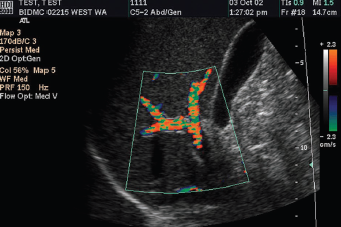 HDI
TEST, TEST 1111 03 Oct 02 TIs 0.9 MI 1.5
BIDMC:02215 WEST WA C5-2 Abd/Gen 1:27:02 pm Fr #18 14.7cm
ATL
Map 3
170dB/C 3
Persist Med
2D Opt:Gen
Col 56% Map 5
WF Med
PRF 150 Hz
Flow Opt: Med V
+ 2.3
5
- 2.3
cm/s
10